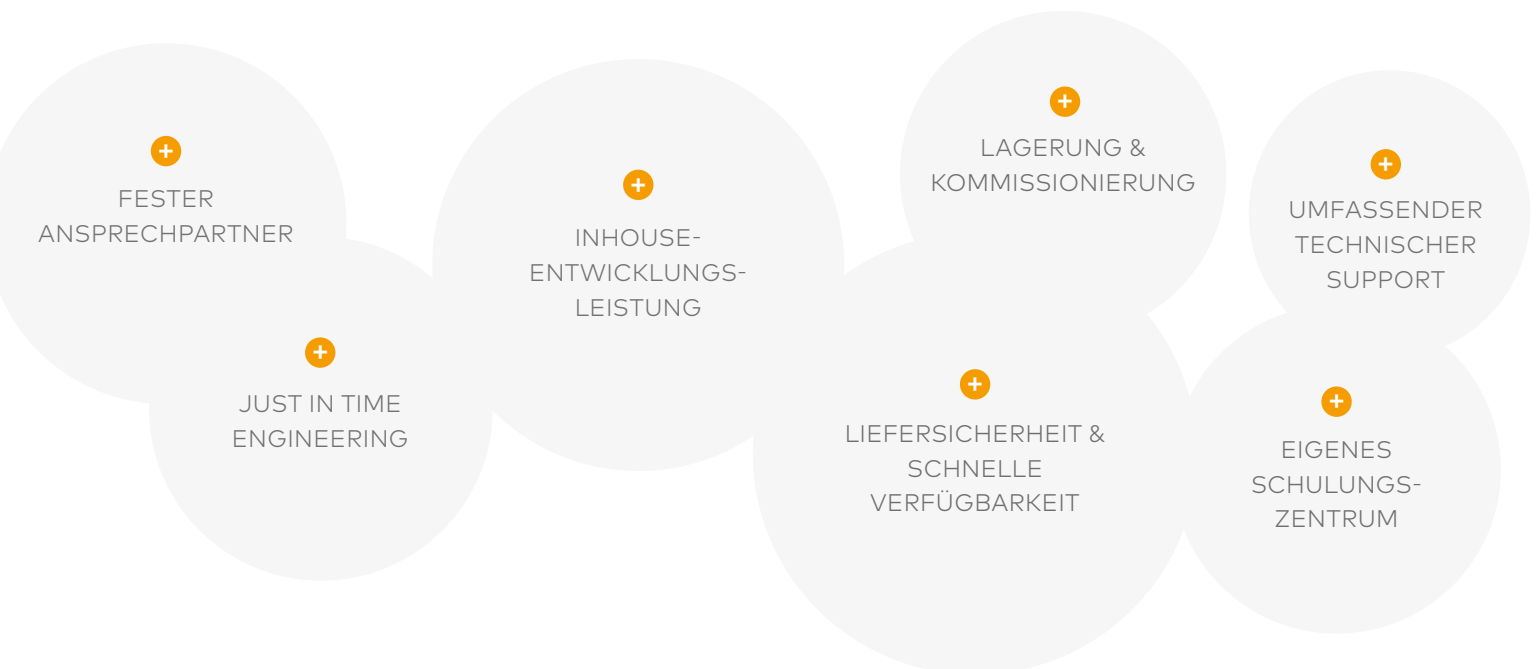 FESTER
ANSPRECHPARTNER
JUST IN TIME
ENGINEERING
INHOUSE-
ENTWICKLUNGS-
LEISTUNG
LAGERUNG &
KOMMISSIONIERUNG
LIEFERSICHERHEIT &
SCHNELLE
VERFÜGBARKEIT
UMFASSENDER
TECHNISCHER
SUPPORT
EIGENES
SCHULUNGS-
ZENTRUM